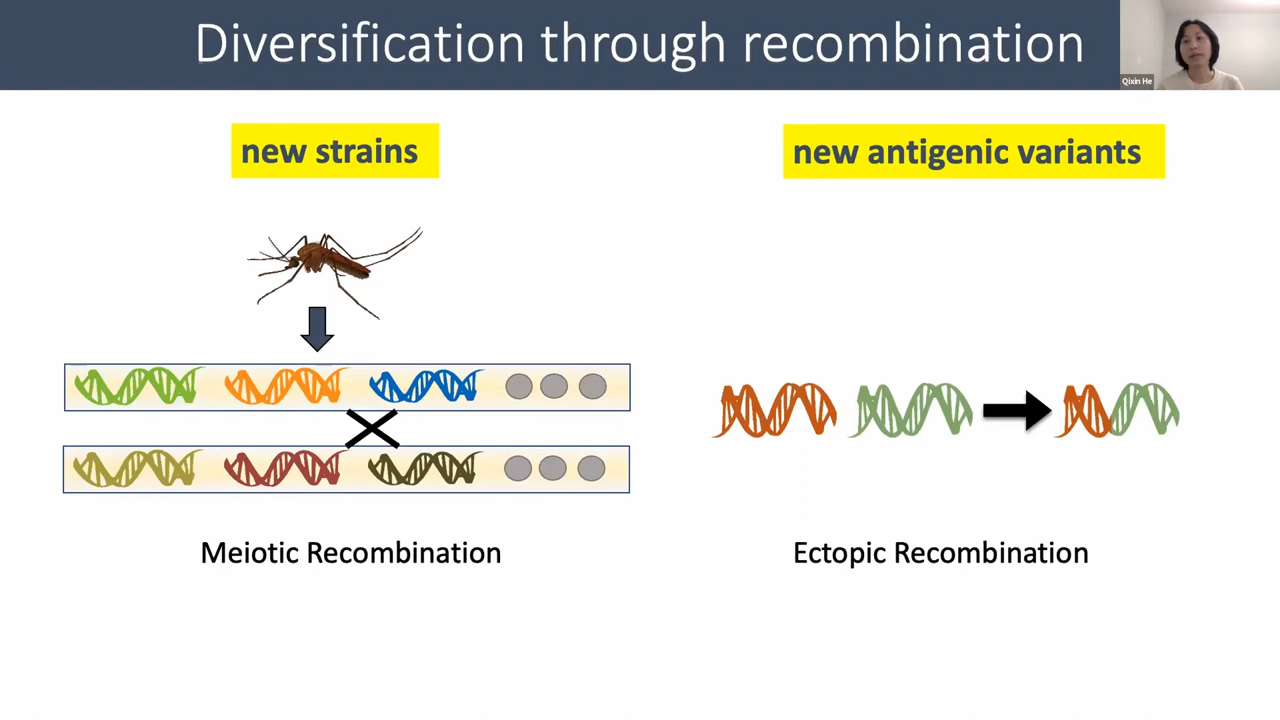 Diversification through recombination
Qixin He
new strains
new antigenic variants
Meiotic Recombination
Ectopic Recombination